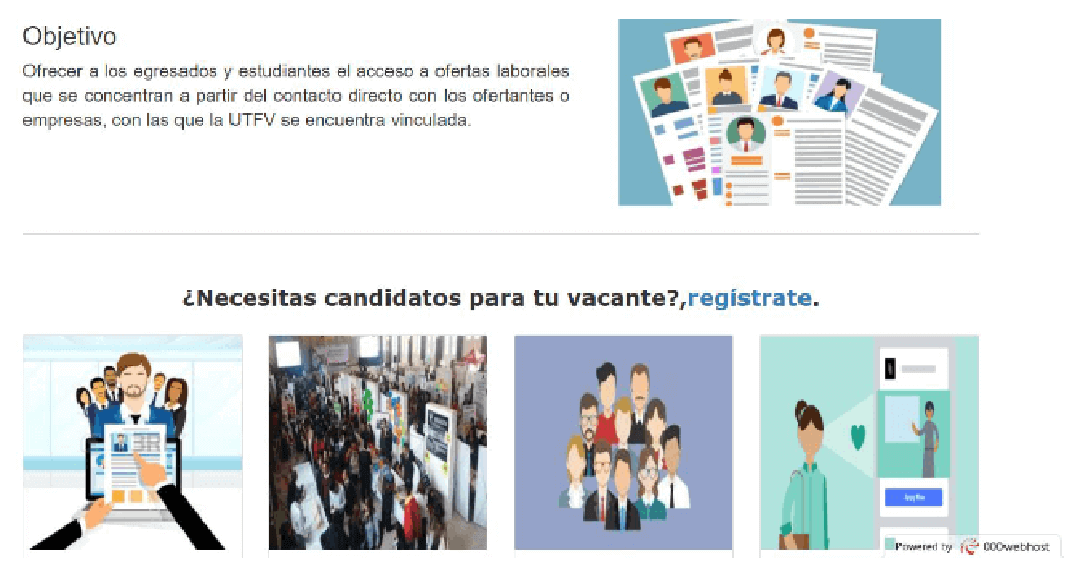 Objetivo
Ofrecer a los egresados y estudiantes el acceso a ofertas laborales
que se concentran a partir del contacto directo con los ofertantes o
empresas, con las que la UTFV se encuentra vinculada.
¿Necesitas candidatos para tu vacante?,regístrate.
Apply Now
Powered by 000webhost